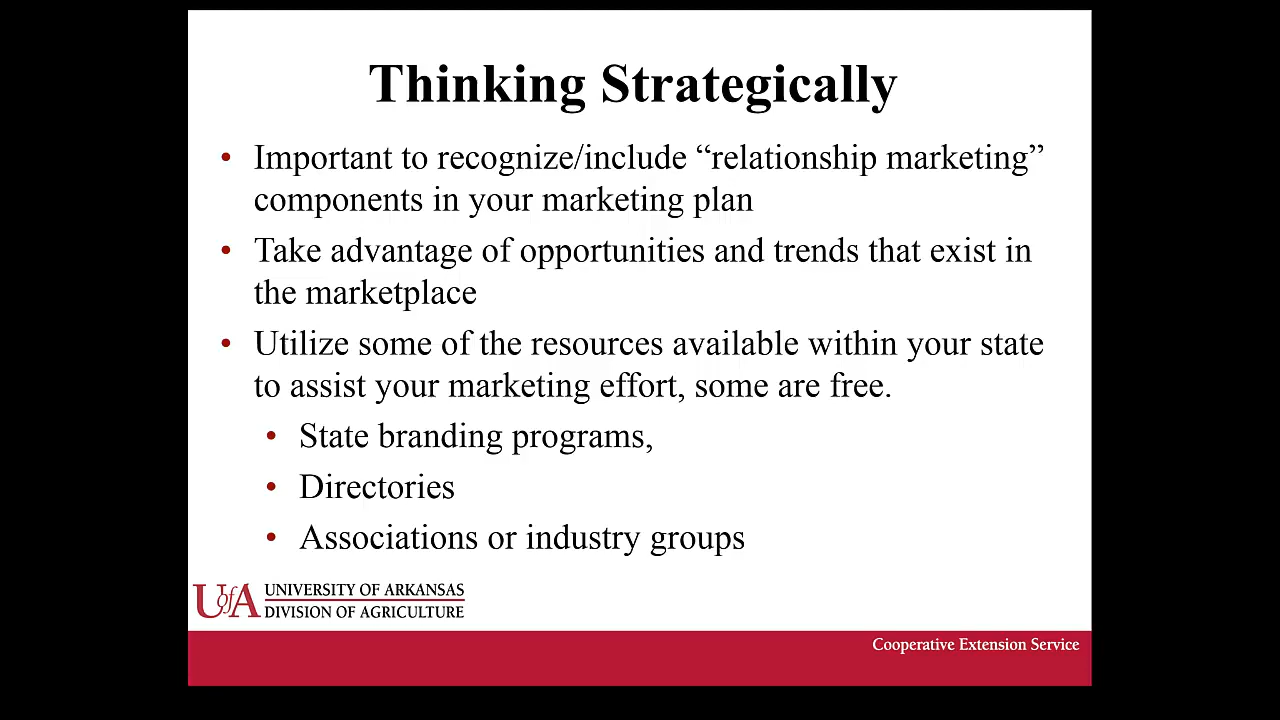 Thinking Strategically
• Important to recognize/include “relationship marketing”
components in your marketing plan
• Take advantage of opportunities and trends that exist in
the marketplace
• Utilize some of the resources available within your state
to assist your marketing effort, some are free.
• State branding programs,
• Directories
• Associations or industry groups
UofA UNIVERSITY OF ARKANSAS
DIVISION OF AGRICULTURE
Cooperative Extension Service